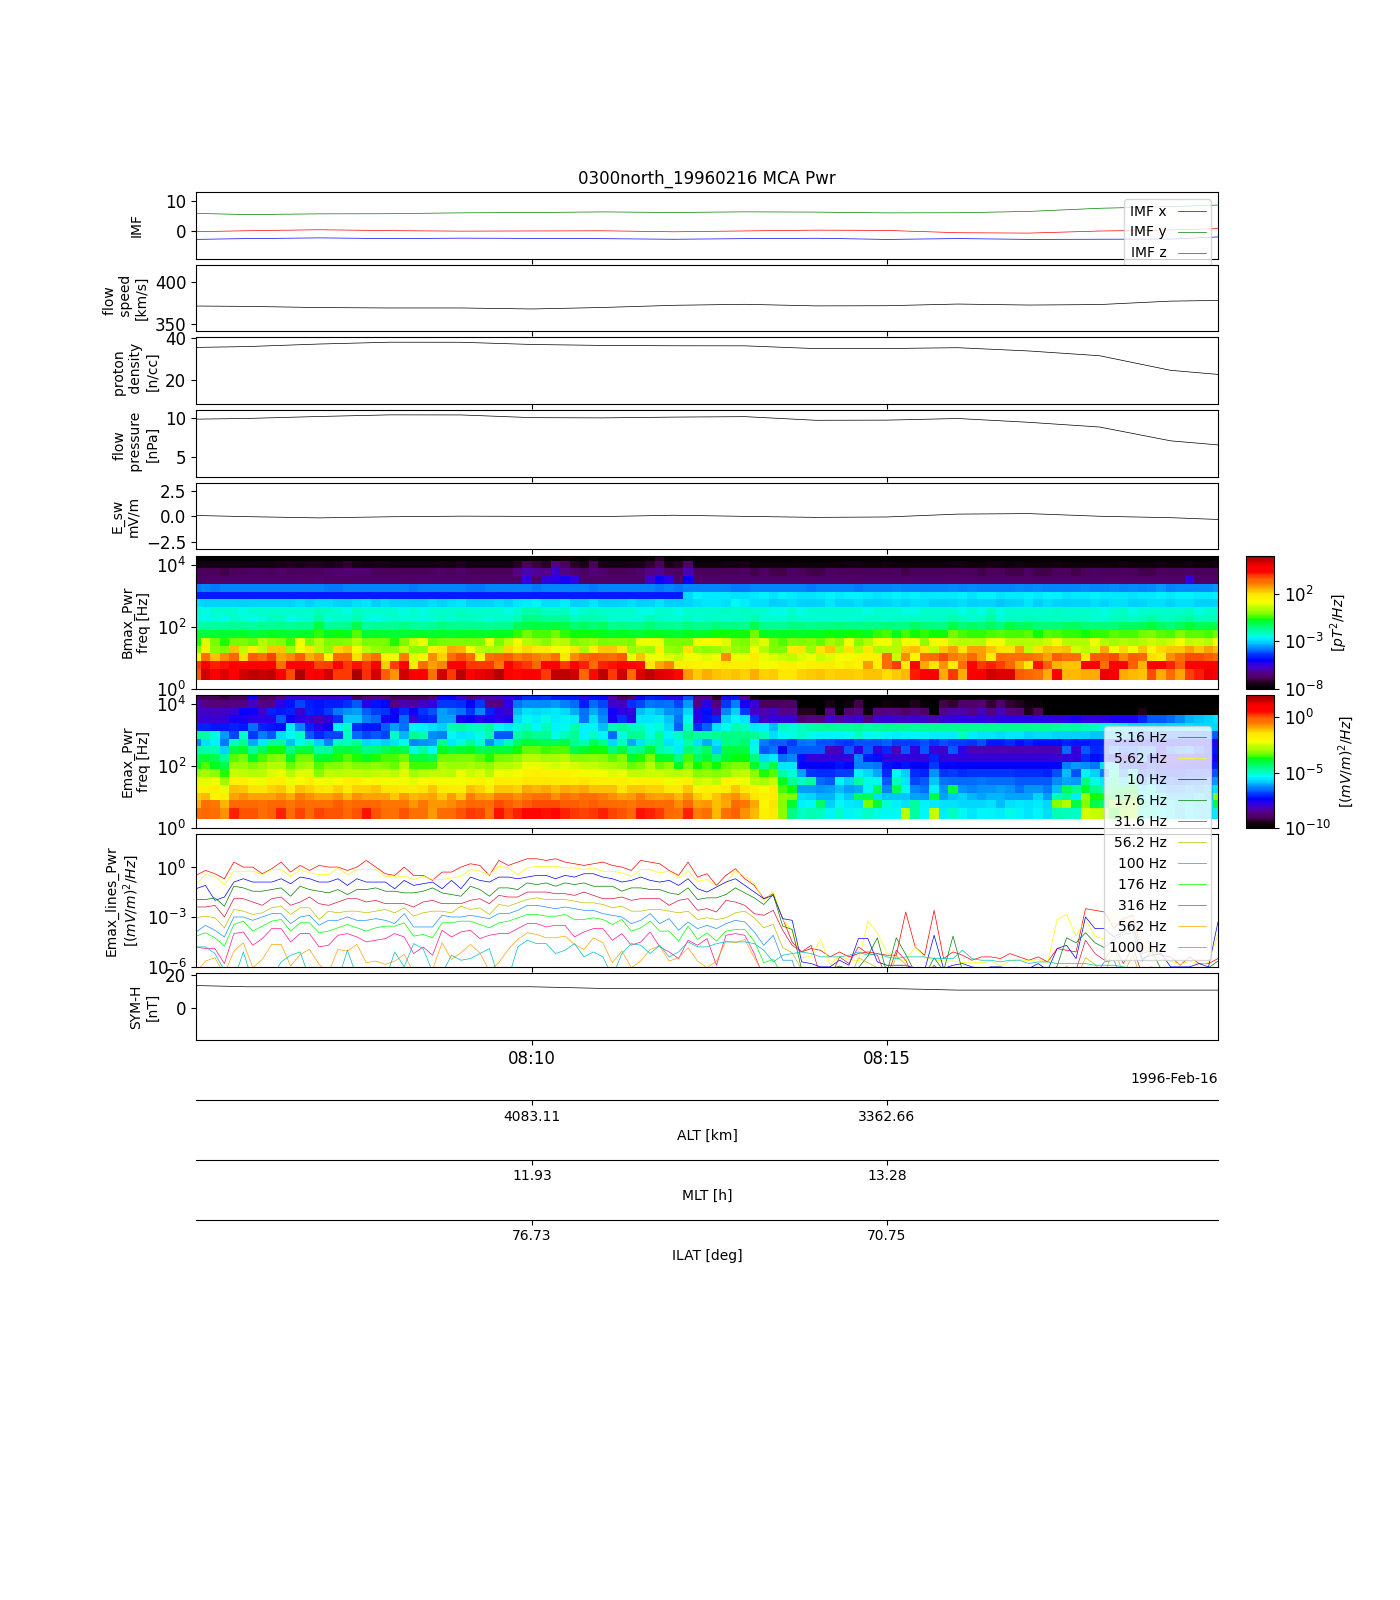 0300north_19960216 MCA Pwr
10
0
IMF
IMF x
IMF y
IMF z
400
350
flow
speed
[km/s]
40
20
proton
density
[n/cc]
10
5
flow
pressure
[nPa]
2.5
0.0
−2.5
E_sw
mV/m
10^4
10^2
10^0
Bmax_Pwr
freq [Hz]
10^2
10^−3
10^−8
[pT^2/Hz]
10^4
10^2
10^0
Emax_Pwr
freq [Hz]
10^0
10^−5
10^−10
[(mV/m)^2/Hz]
3.16 Hz
5.62 Hz
10 Hz
17.6 Hz
31.6 Hz
56.2 Hz
100 Hz
176 Hz
316 Hz
562 Hz
1000 Hz
10^0
10^−3
10^−6
Emax_lines_Pwr
[(mV/m)^2/Hz]
20
0
SYM-H
[nT]
08:10
08:15
1996-Feb-16
4083.11
3362.66
ALT [km]
11.93
13.28
MLT [h]
76.73
70.75
ILAT [deg]